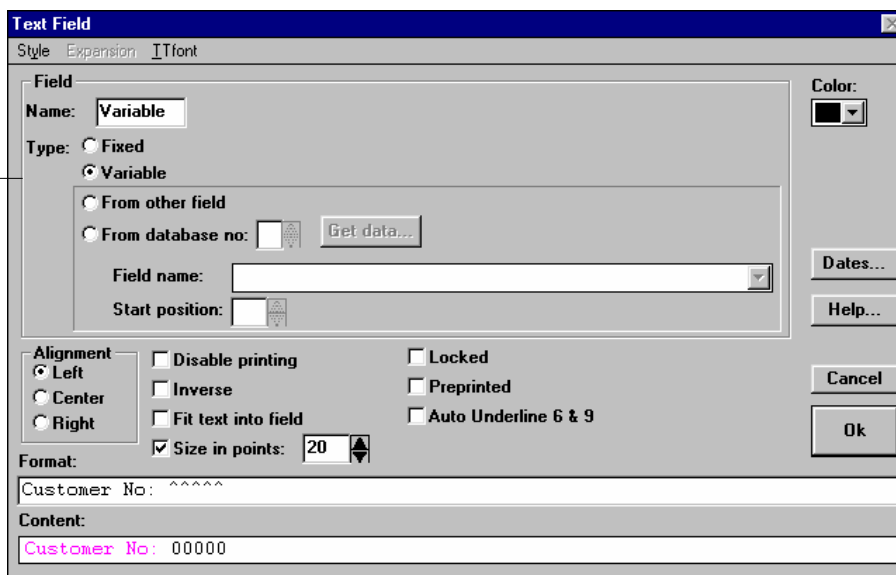 Text Field
Style Expansion TTfont
Field
Name: Variable
Color:
Type: Fixed
Variable
From other field
From database no: Get data...
Field name:
Start position:
Dates...
Help...
Alignment
Left
Center
Right
Disable printing
Inverse
Fit text into field
Size in points: 20
Locked
Preprinted
Auto Underline 6 & 9
Cancel
Ok
Format:
Customer No: ^^^^^
Content:
Customer No: 00000